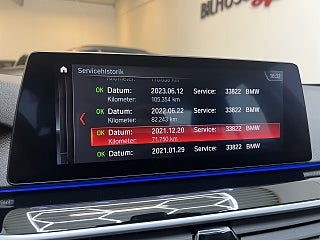 BILHUSE
Servicehistorik
16:32
OK Datum: 2023.06.12 Service: 33822 BMW
Kilometer: 105.354 km
OK Datum: 2022.06.22 Service: 33822 BMW
Kilometer: 82.243 km
OK Datum: 2021.12.20 Service: 33822 BMW
Kilometer: 71.750 km
OK Datum: 2021.01.29 Service: 33822 BMW